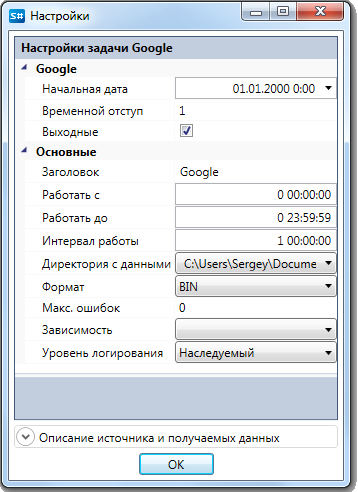 S# Настройки
Настройки задачи Google
Google
Начальная дата 01.01.2000 0:00
Временной отступ 1
Выходные
Основные
Заголовок Google
Работать с 0 00:00:00
Работать до 0 23:59:59
Интервал работы 1 00:00:00
Директория с данными C:\Users\Sergey\Docume
Формат BIN
Макс. ошибок 0
Зависимость
Уровень логирования Наследуемый
Описание источника и получаемых данных
OK